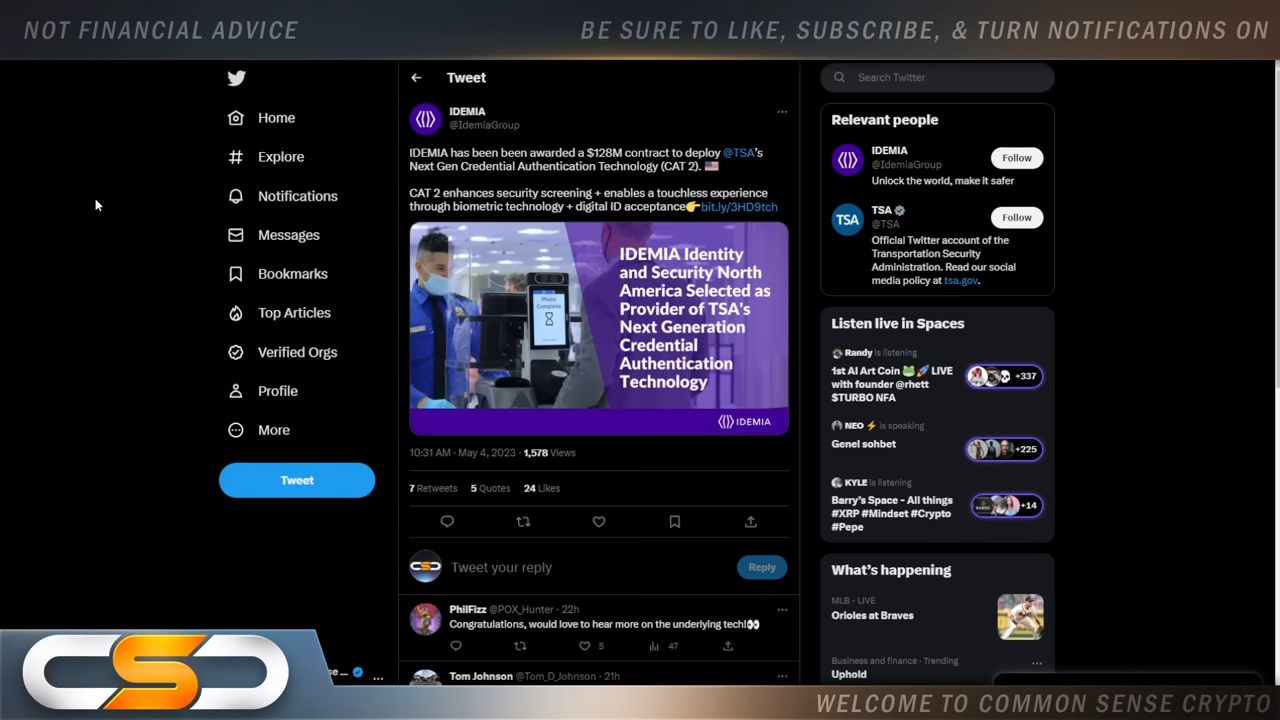 NOT FINANCIAL ADVICE
BE SURE TO LIKE, SUBSCRIBE, & TURN NOTIFICATIONS ON
Home
Explore
Notifications
Messages
Bookmarks
Top Articles
Verified Orgs
Profile
More
Tweet
Tweet
IDEMIA
@IdemiaGroup
IDEMIA has been been awarded a $128M contract to deploy @TSA's
Next Gen Credential Authentication Technology (CAT 2). 🇺🇸
CAT 2 enhances security screening + enables a touchless experience
through biometric technology + digital ID acceptance👉bit.ly/3HD9tch
Photo
Complete
IDEMIA Identity
and Security North
America Selected as
Provider of TSA's
Next Generation
Credential
Authentication
Technology
IDEMIA
10:31 AM · May 4, 2023 · 1,578 Views
7 Retweets 5 Quotes 24 Likes
Tweet your reply
Reply
PhilFizz @POX_Hunter · 22h
Congratulations, would love to hear more on the underlying tech!👀
5 47
Tom Johnson @Tom_D_Johnson · 21h
Search Twitter
Relevant people
IDEMIA
@IdemiaGroup
Follow
Unlock the world, make it safer
TSA
TSA
@TSA
Follow
Official Twitter account of the
Transportation Security
Administration. Read our social
media policy at tsa.gov.
Listen live in Spaces
Randy is listening
1st AI Art Coin 🐸 🚀 LIVE
with founder @rhett
$TURBO NFA
+337
NEO ⚡ is speaking
Genel sohbet
+225
KYLE is listening
Barry's Space - All things
#XRP #Mindset #Crypto
#Pepe
+14
What's happening
MLB · LIVE
Orioles at Braves
Business and finance · Trending
Uphold
CSC
se ...
WELCOME TO COMMON SENSE CRYPTO